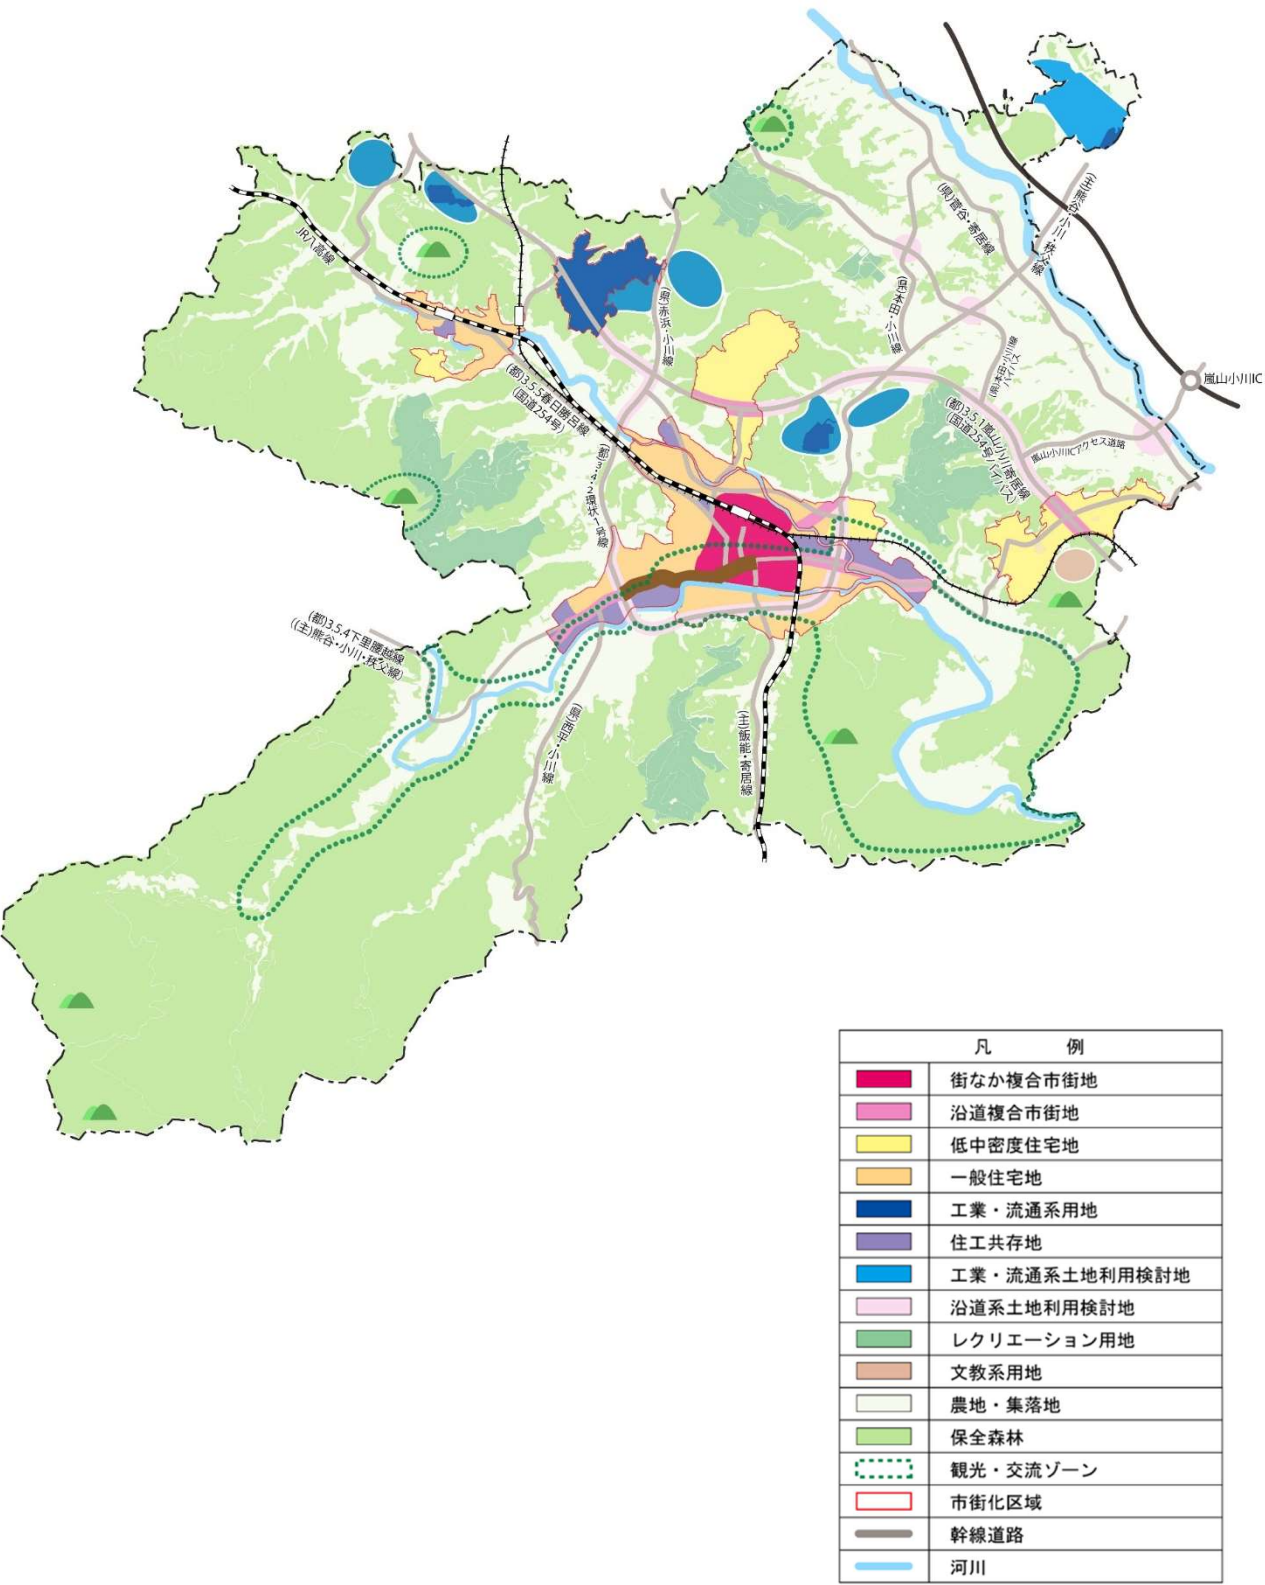 JR八高線
(県)菅谷・寄居線
(主)熊谷・小川・秩父線
(県)赤浜・小川線
(県)本田・小川線
(県)本田・小川線
バイパス
嵐山小川IC
(都)3.5.5春日勝呂線
(国道254号)
(都)3.5.1嵐山小川寄居線
(国道254号バイパス)
嵐山小川ICアクセス道路
(都)3.4.2環状1号線
(都)3.5.4下里腰越線
((主)熊谷・小川・秩父線)
(県)西平・小川線
(主)飯能・寄居線
凡 例
街なか複合市街地
沿道複合市街地
低中密度住宅地
一般住宅地
工業・流通系用地
住工共存地
工業・流通系土地利用検討地
沿道系土地利用検討地
レクリエーション用地
文教系用地
農地・集落地
保全森林
観光・交流ゾーン
市街化区域
幹線道路
河川